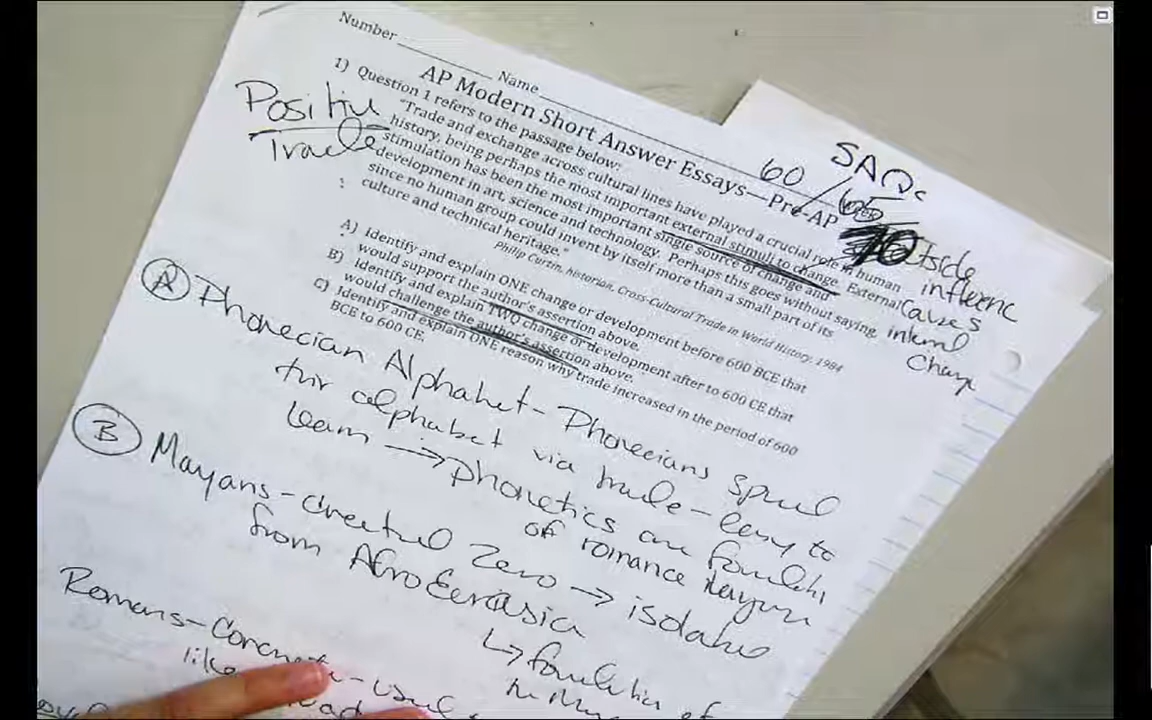 Number Name
AP Modern Short Answer Essays—Pre-AP
1) Question 1 refers to the passage below:
"Trade and exchange across cultural lines have played a crucial role in human
history, being perhaps the most important external stimuli to change. External
stimulation has been the most important single source of change and
development in art, science and technology. Perhaps this goes without saying,
since no human group could invent by itself more than a small part of its
culture and technical heritage."
Philip Curtin, historian, Cross-Cultural Trade in World History, 1984
A) Identify and explain ONE change or development before 600 BCE that
would support the author's assertion above.
B) Identify and explain TWO change or development after to 600 CE that
would challenge the author's assertion above.
C) Identify and explain ONE reason why trade increased in the period of 600
BCE to 600 CE.
Positiv
Trade
SAQs
60/65
influenc
causes
internal
Change
A Phonecian Alphabet - Phonecians spread
thir alphabet via trade - easy to
learn → phonetics are
of romance
B Mayans - created Zero → isolated
from AfroEurasia
↳ foundation of
Romans - Concrete - used
like